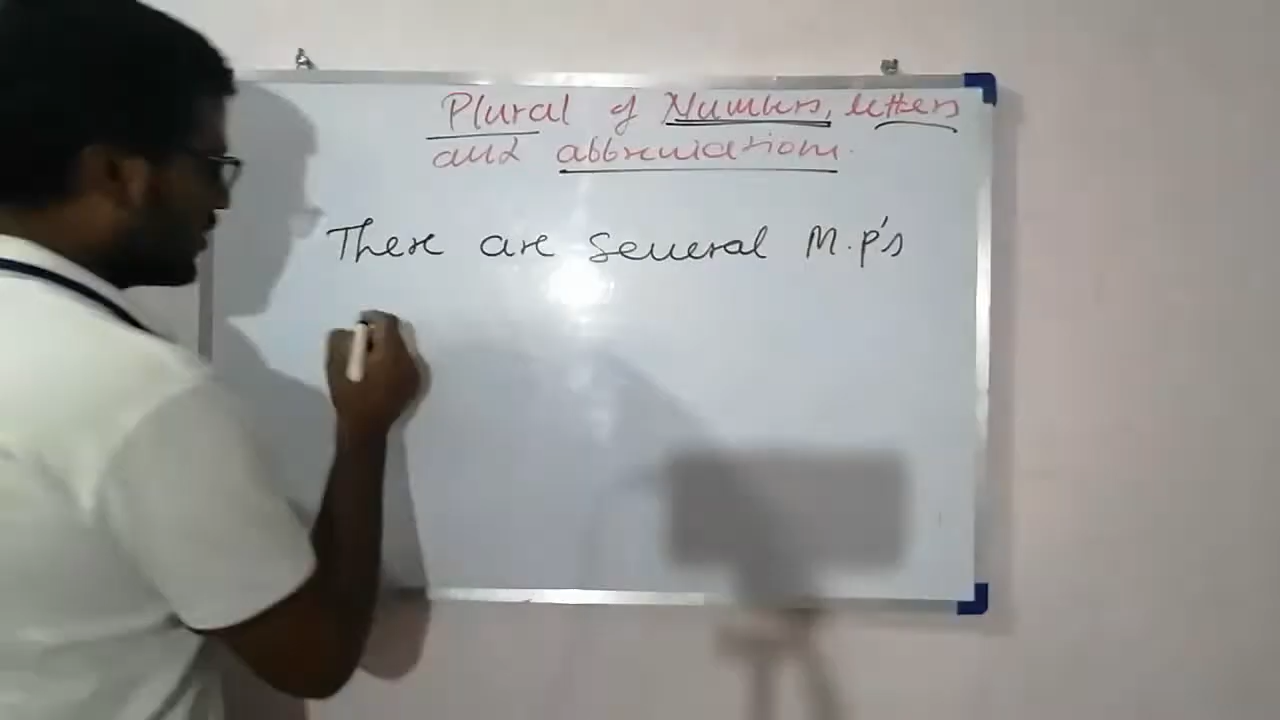 Plural of Numbers, letters
and abbreviations.
There are several M.P's